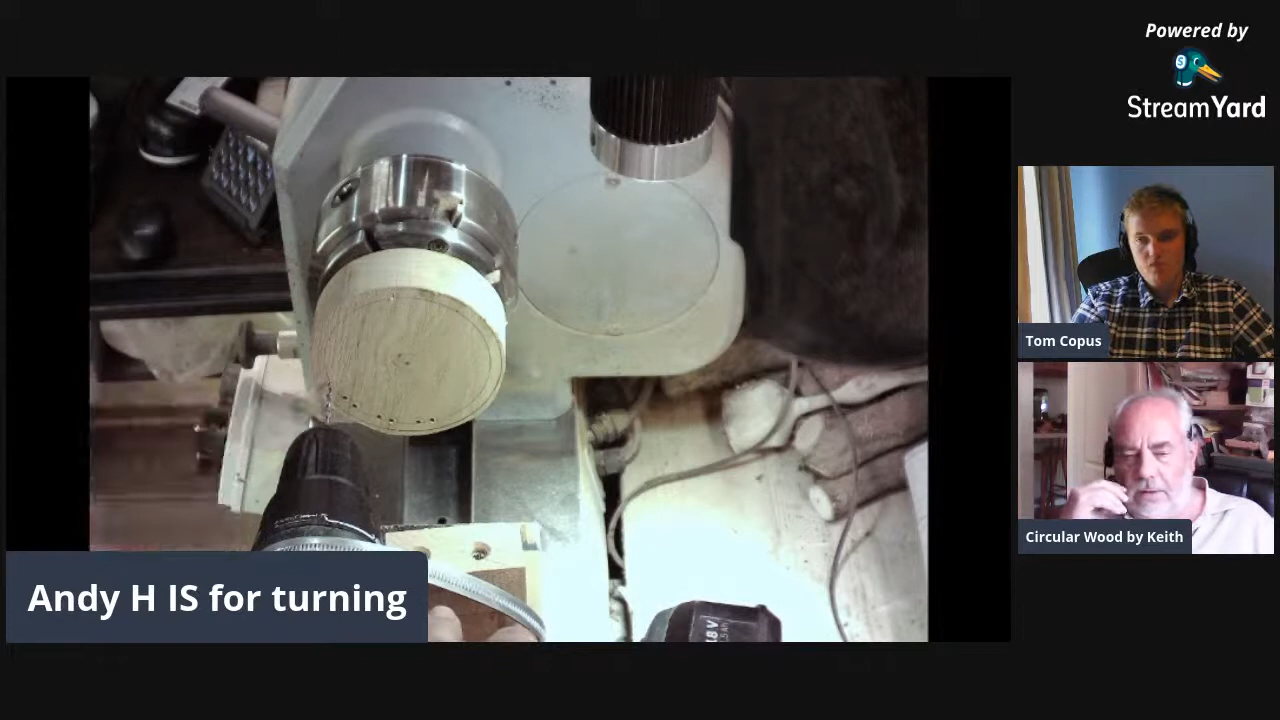 Powered by
StreamYard
Tom Copus
Circular Wood by Keith
Andy H IS for turning